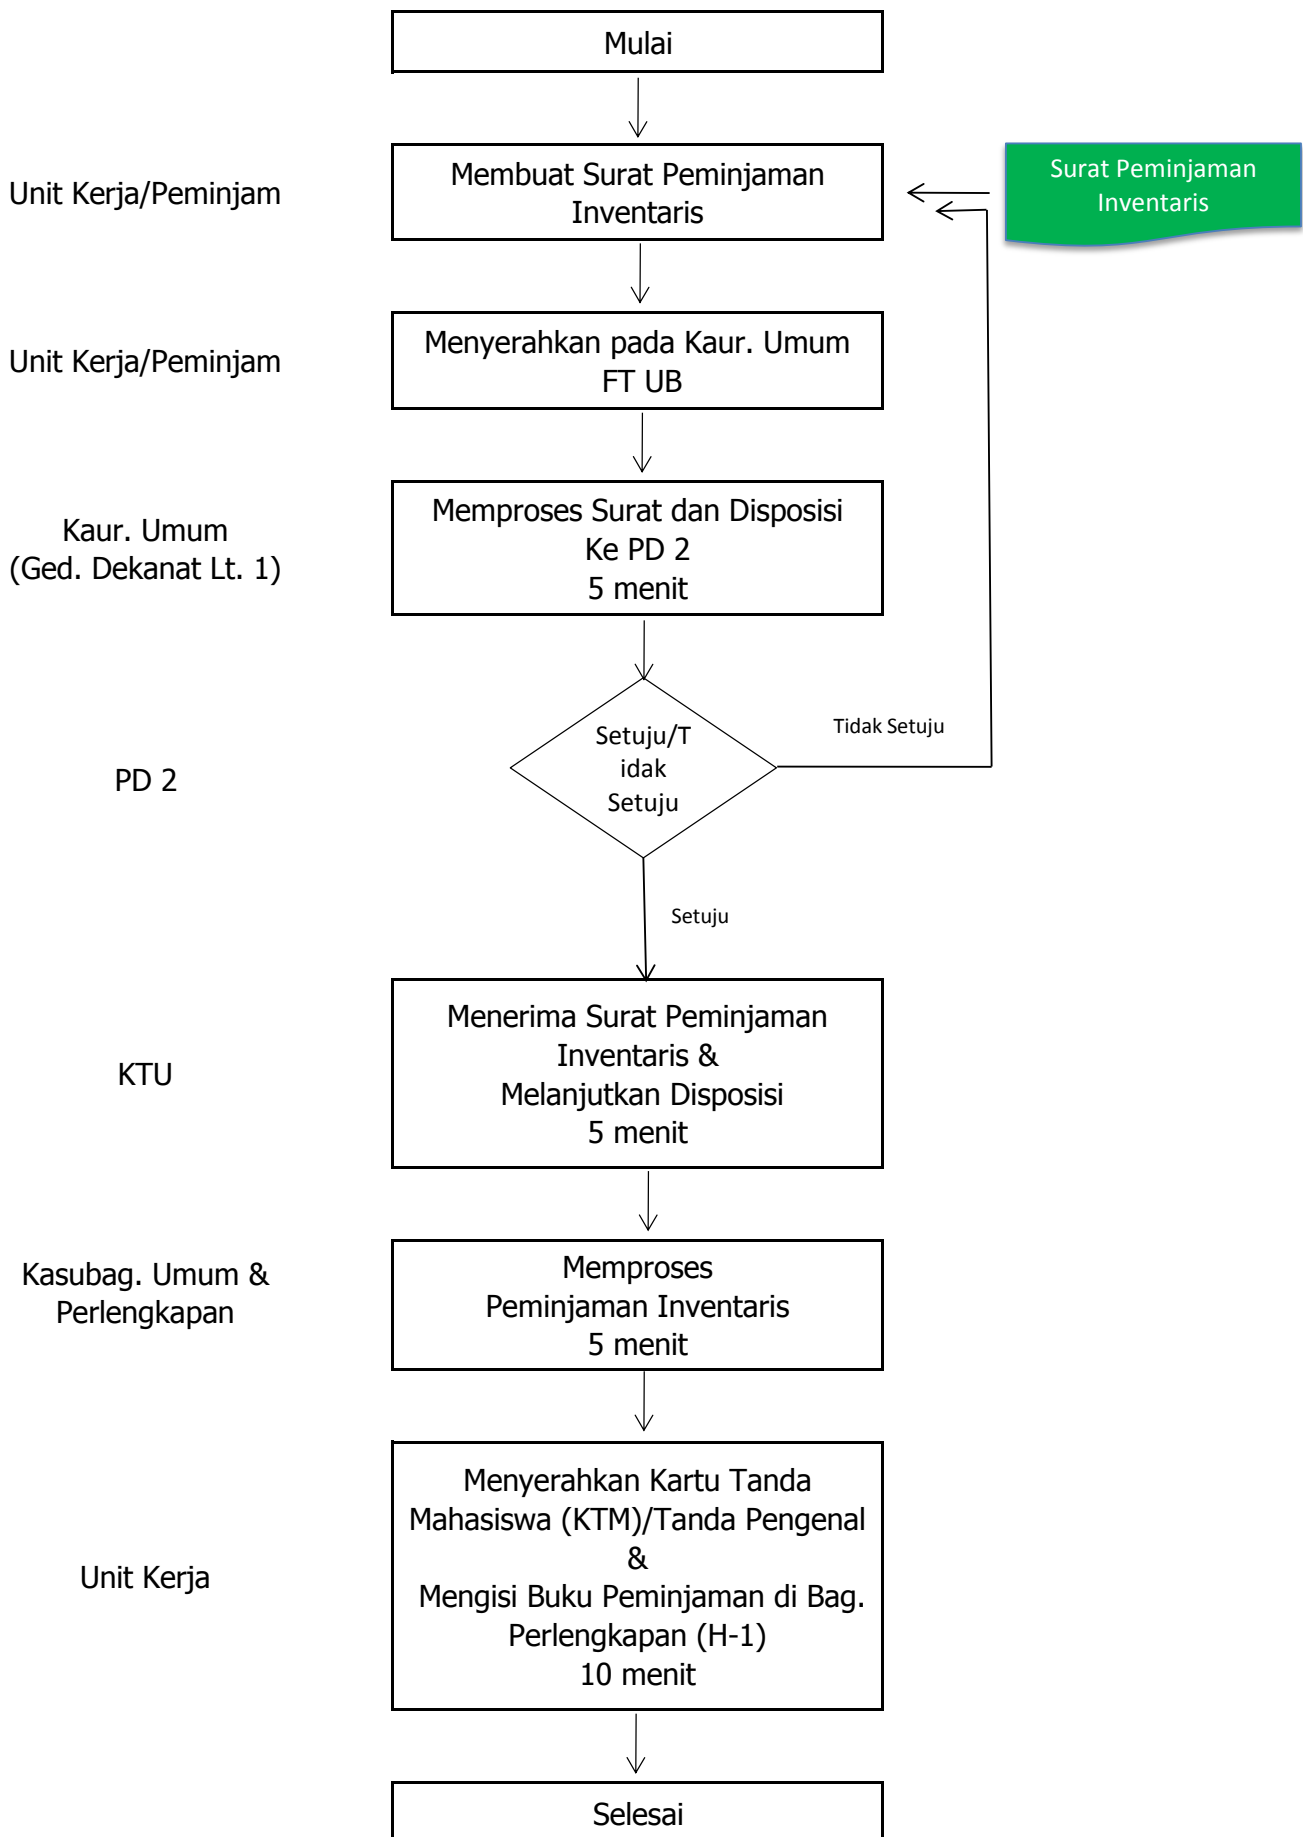 Mulai
Unit Kerja/Peminjam
Membuat Surat Peminjaman
Inventaris
Surat Peminjaman
Inventaris
Unit Kerja/Peminjam
Menyerahkan pada Kaur. Umum
FT UB
Kaur. Umum
(Ged. Dekanat Lt. 1)
Memproses Surat dan Disposisi
Ke PD 2
5 menit
PD 2
Setuju/T
idak
Setuju
Tidak Setuju
Setuju
KTU
Menerima Surat Peminjaman
Inventaris &
Melanjutkan Disposisi
5 menit
Kasubag. Umum &
Perlengkapan
Memproses
Peminjaman Inventaris
5 menit
Unit Kerja
Menyerahkan Kartu Tanda
Mahasiswa (KTM)/Tanda Pengenal
&
Mengisi Buku Peminjaman di Bag.
Perlengkapan (H-1)
10 menit
Selesai